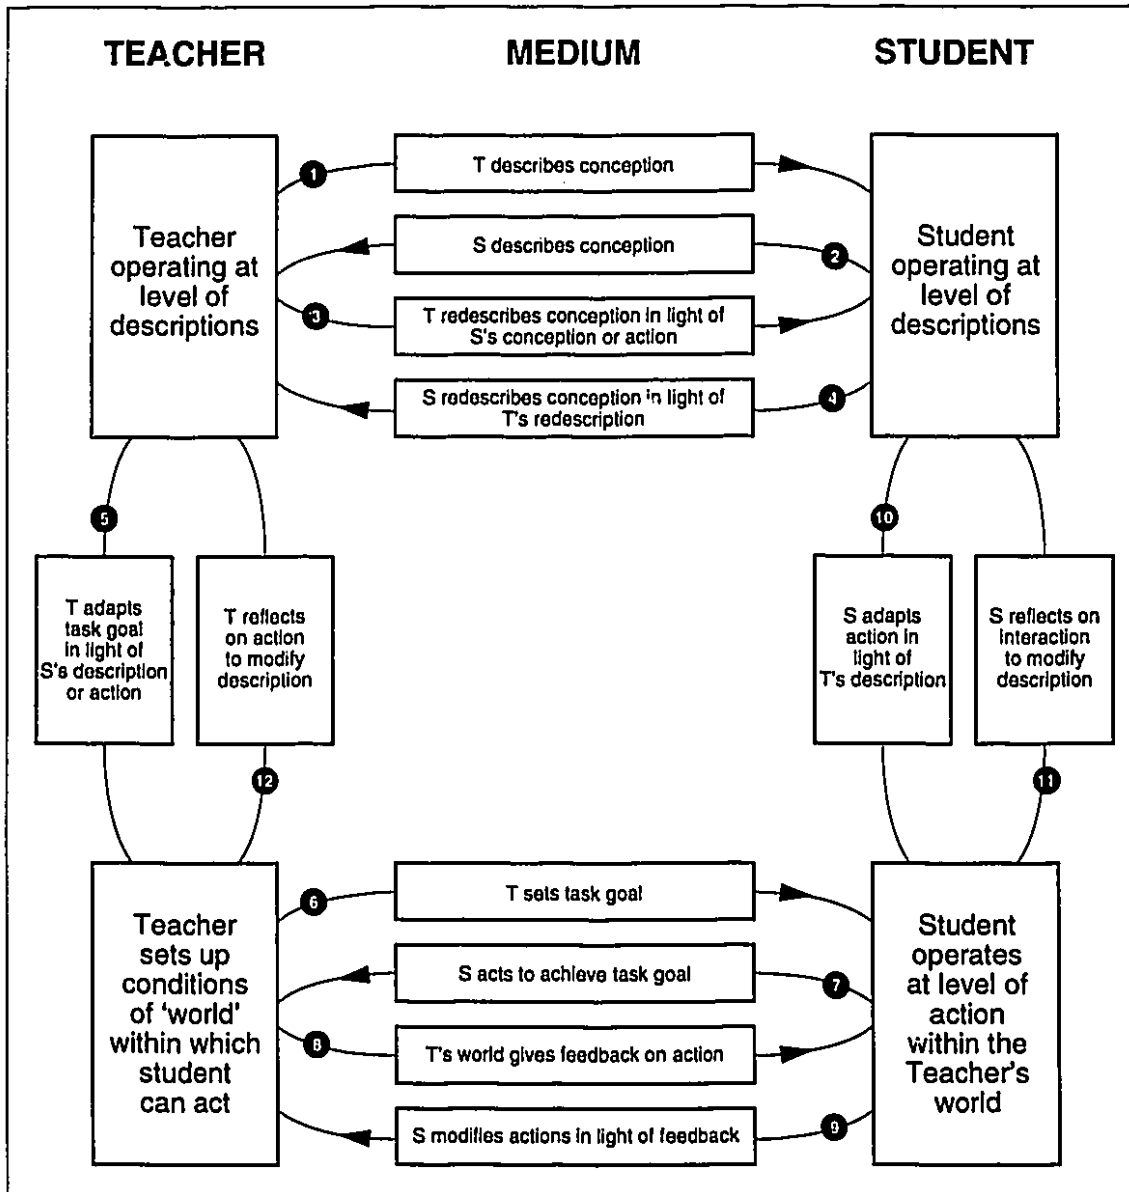 TEACHER MEDIUM STUDENT
1
T describes conception
S describes conception
2
Teacher
operating at
level of
descriptions
Student
operating at
level of
descriptions
3
T redescribes conception in light of
S's conception or action
S redescribes conception in light of
T's redescription
4
5
10
T adapts
task goal
in light of
S's description
or action
T reflects
on action
to modify
description
S adapts
action in
light of
T's description
S reflects on
interaction
to modify
description
12
11
6
T sets task goal
S acts to achieve task goal
7
Teacher
sets up
conditions
of 'world'
within which
student
can act
Student
operates
at level of
action
within the
Teacher's
world
8
T's world gives feedback on action
S modifies actions in light of feedback
9